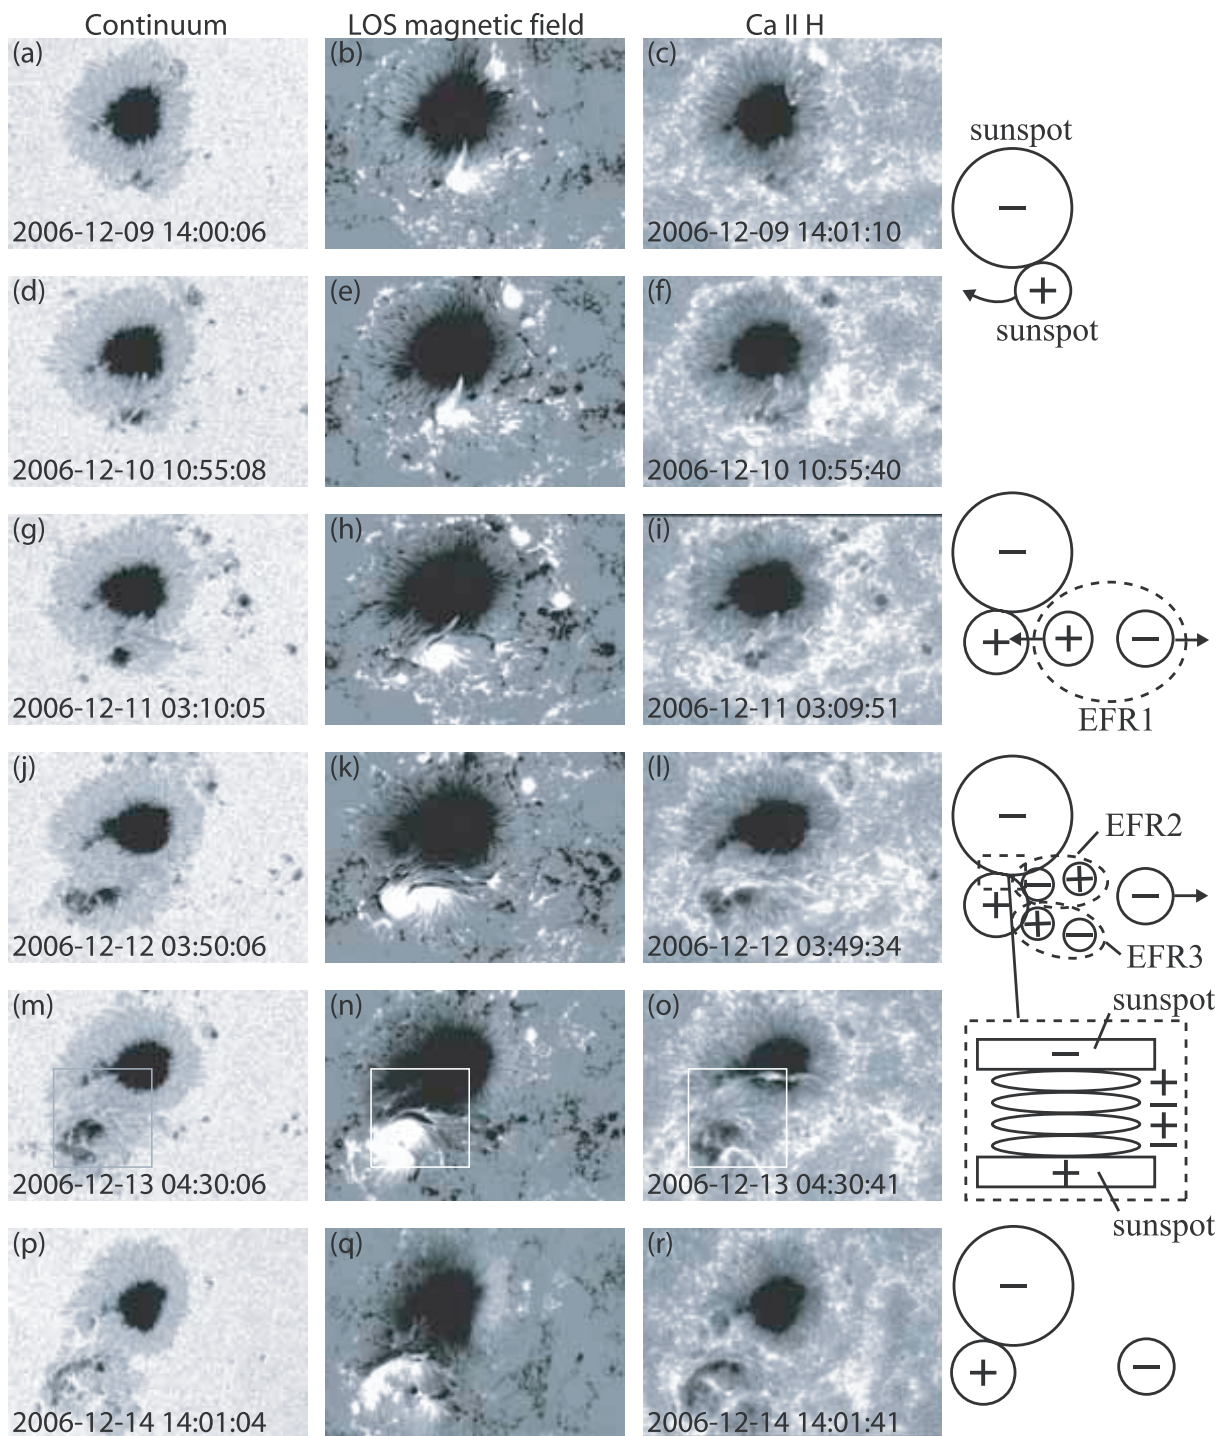 Continuum LOS magnetic field Ca II H
(a) (b) (c)
sunspot
−
+
sunspot
2006-12-09 14:00:06 2006-12-09 14:01:10
(d) (e) (f)
2006-12-10 10:55:08 2006-12-10 10:55:40
(g) (h) (i)
−
+ + −
EFR1
2006-12-11 03:10:05 2006-12-11 03:09:51
(j) (k) (l)
−
EFR2
− +
+ −
+ −
EFR3
2006-12-12 03:50:06 2006-12-12 03:49:34
(m) (n) (o)
sunspot
−
+
−
+
−
+
sunspot
2006-12-13 04:30:06 2006-12-13 04:30:41
(p) (q) (r)
−
+ −
2006-12-14 14:01:04 2006-12-14 14:01:41